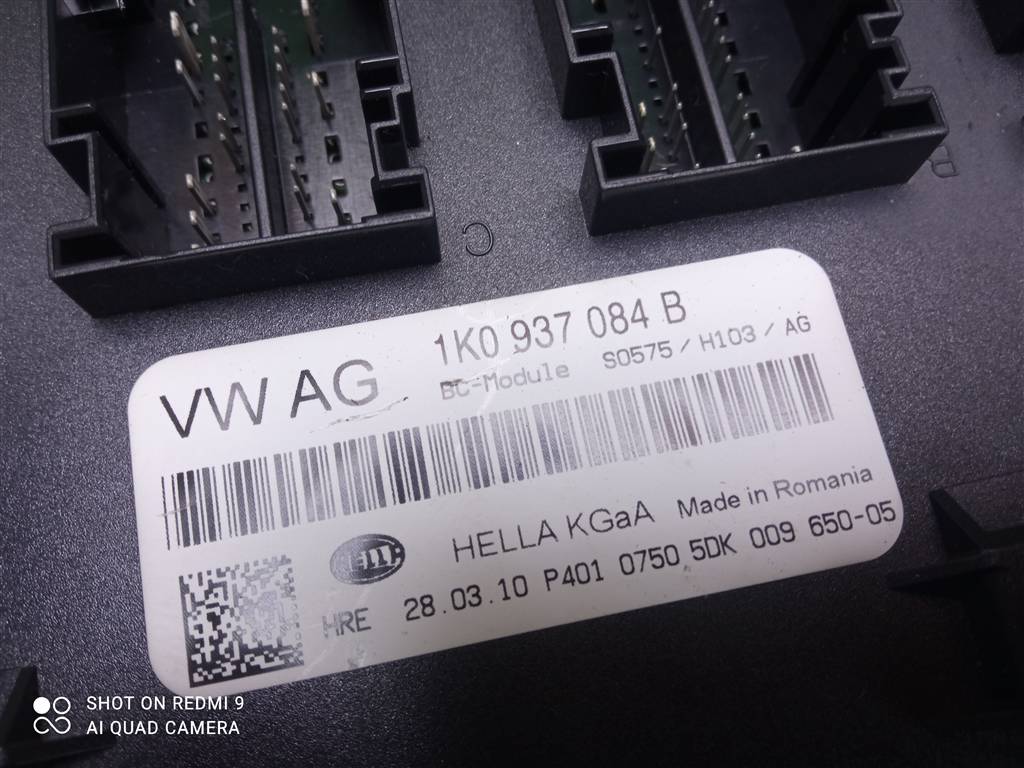 C
D
VW AG
1K0 937 084 B
BC-Module S0575 / H103 / AG
HELLA KGaA Made in Romania
HELLA
HRE 28.03.10 P401 0750 5DK 009 650-05
SHOT ON REDMI 9
AI QUAD CAMERA